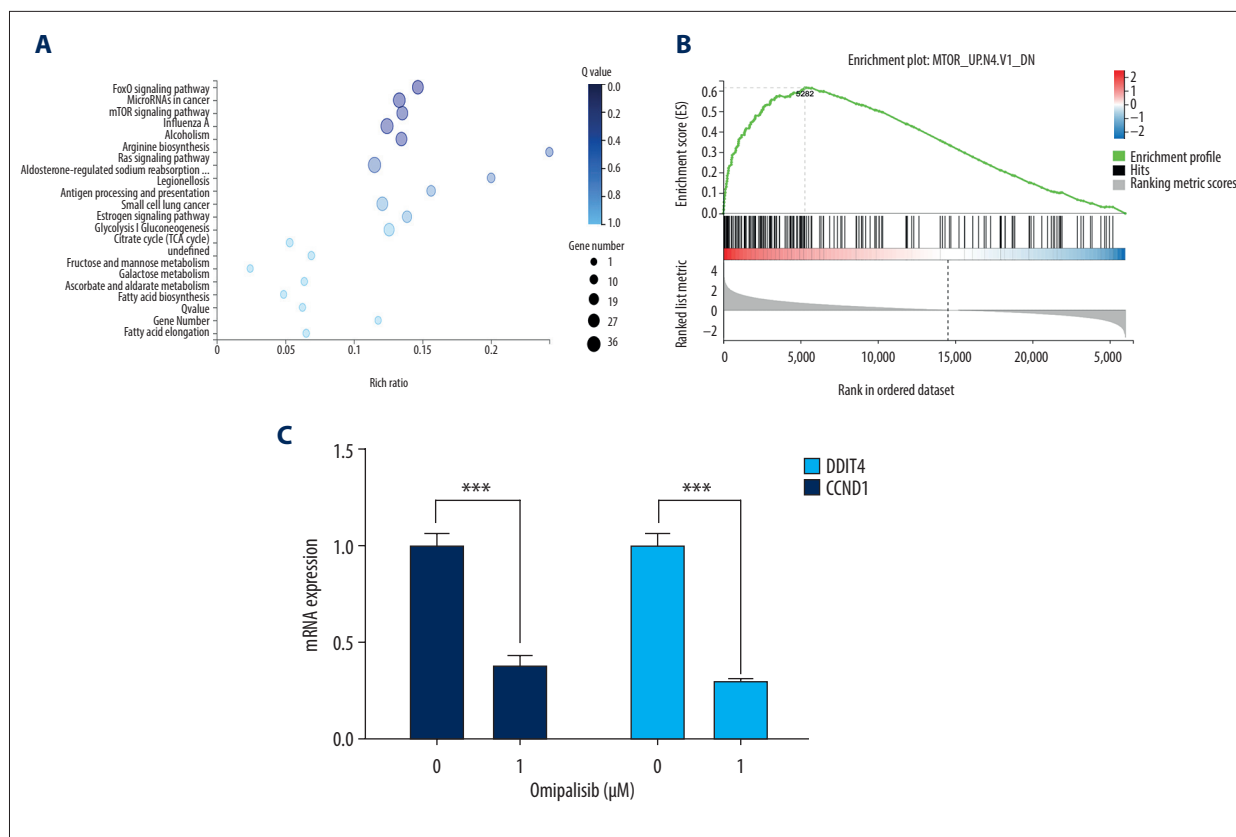 A
FoxO signaling pathway
MicroRNAs in cancer
mTOR signaling pathway
Influenza A
Alcoholism
Arginine biosynthesis
Ras signaling pathway
Aldosterone-regulated sodium reabsorption ...
Legionellosis
Antigen processing and presentation
Small cell lung cancer
Estrogen signaling pathway
Glycolysis I Gluconeogenesis
Citrate cycle (TCA cycle)
undefined
Fructose and mannose metabolism
Galactose metabolism
Ascorbate and aldarate metabolism
Fatty acid biosynthesis
Qvalue
Gene Number
Fatty acid elongation
0 0.05 0.1 0.15 0.2
Rich ratio
Q value
0.0
0.2
0.4
0.6
0.8
1.0
Gene number
1
10
19
27
36
B
Enrichment plot: MTOR_UP.N4.V1_DN
Enrichment score (ES)
0.6
0.5
0.4
0.3
0.2
0.1
0.0
5282
2
1
0
−1
−2
Enrichment profile
Hits
Ranking metric scores
Ranked list metric
4
2
0
−2
0 5,000 10,000 15,000 20,000 5,000
Rank in ordered dataset
C
mRNA expression
1.5
1.0
0.5
0.0
*** ***
0 1 0 1
Omipalisib (µM)
DDIT4
CCND1